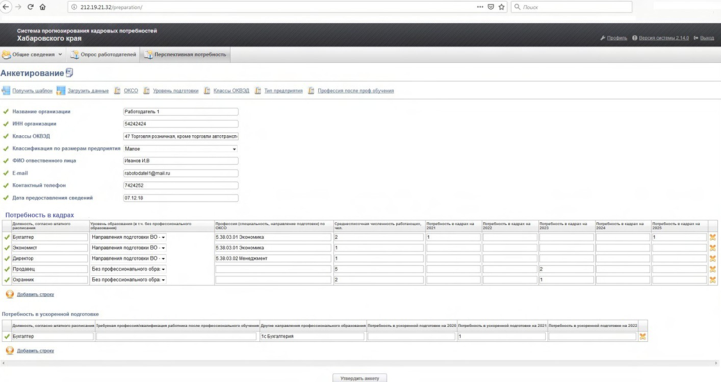 212.19.21.32/preparation/
Поиск
Система прогнозирования кадровых потребностей
Хабаровского края
Профиль Версия системы 2.14.0 Выход
Общие сведения Опрос работодателей Перспективная потребность
Анкетирование
Получить шаблон Загрузить данные ОКСО Уровень подготовки Классы ОКВЭД Тип предприятия Профессия после проф.обучения
Название организации Работодатель 1
ИНН организации 54242424
Классы ОКВЭД 47 Торговля розничная, кроме торговли автотрансп
Классификация по размерам предприятия Малое
ФИО ответственного лица Иванов И.В
E-mail rabotodatel1@mail.ru
Контактный телефон 7424252
Дата предоставления сведений 07.12.18
Потребность в кадрах
Должность, согласно штатного расписания Уровень образования (в т.ч. без профессионального образования) Профессия (специальность, направление подготовки) по ОКСО Среднесписочная численность работающих, чел. Потребность в кадрах на 2021 Потребность в кадрах на 2022 Потребность в кадрах на 2023 Потребность в кадрах на 2024 Потребность в кадрах на 2025
Бухгалтер Направления подготовки ВО - 5.38.03.01 Экономика 2 1 1
Экономист Направления подготовки ВО - 5.38.03.01 Экономика 1
Директор Направления подготовки ВО - 5.38.03.02 Менеджмент 1
Продавец Без профессионального обра 5 2
Охранник Без профессионального обра 2 1
Добавить строку
Потребность в ускоренной подготовке
Должность, согласно штатного расписания Требуемая профессия/квалификация работника после профессионального обучения Другие направления профессионального образования Потребность в ускоренной подготовке на 2020 Потребность в ускоренной подготовке на 2021 Потребность в ускоренной подготовке на 2022
Бухгалтер 1с.Бухгалтерия 1
Добавить строку
Утвердить анкету